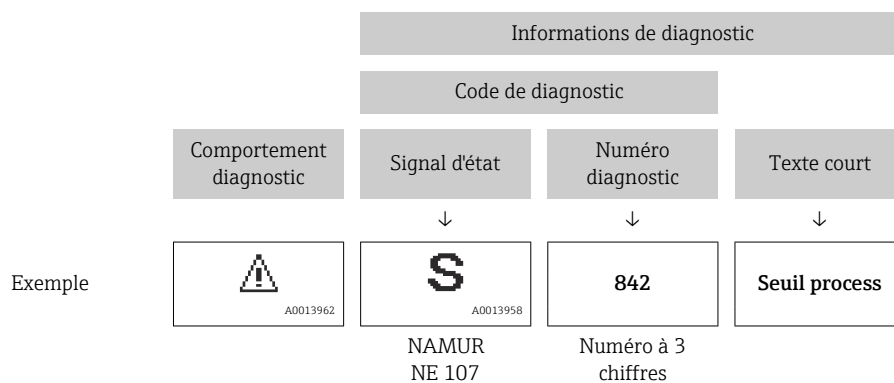 Informations de diagnostic
Code de diagnostic
Comportement
diagnostic
Signal d'état
Numéro
diagnostic
Texte court
↓ ↓ ↓
Exemple
A0013962
S
A0013958
842
Seuil process
NAMUR
NE 107
Numéro à 3
chiffres